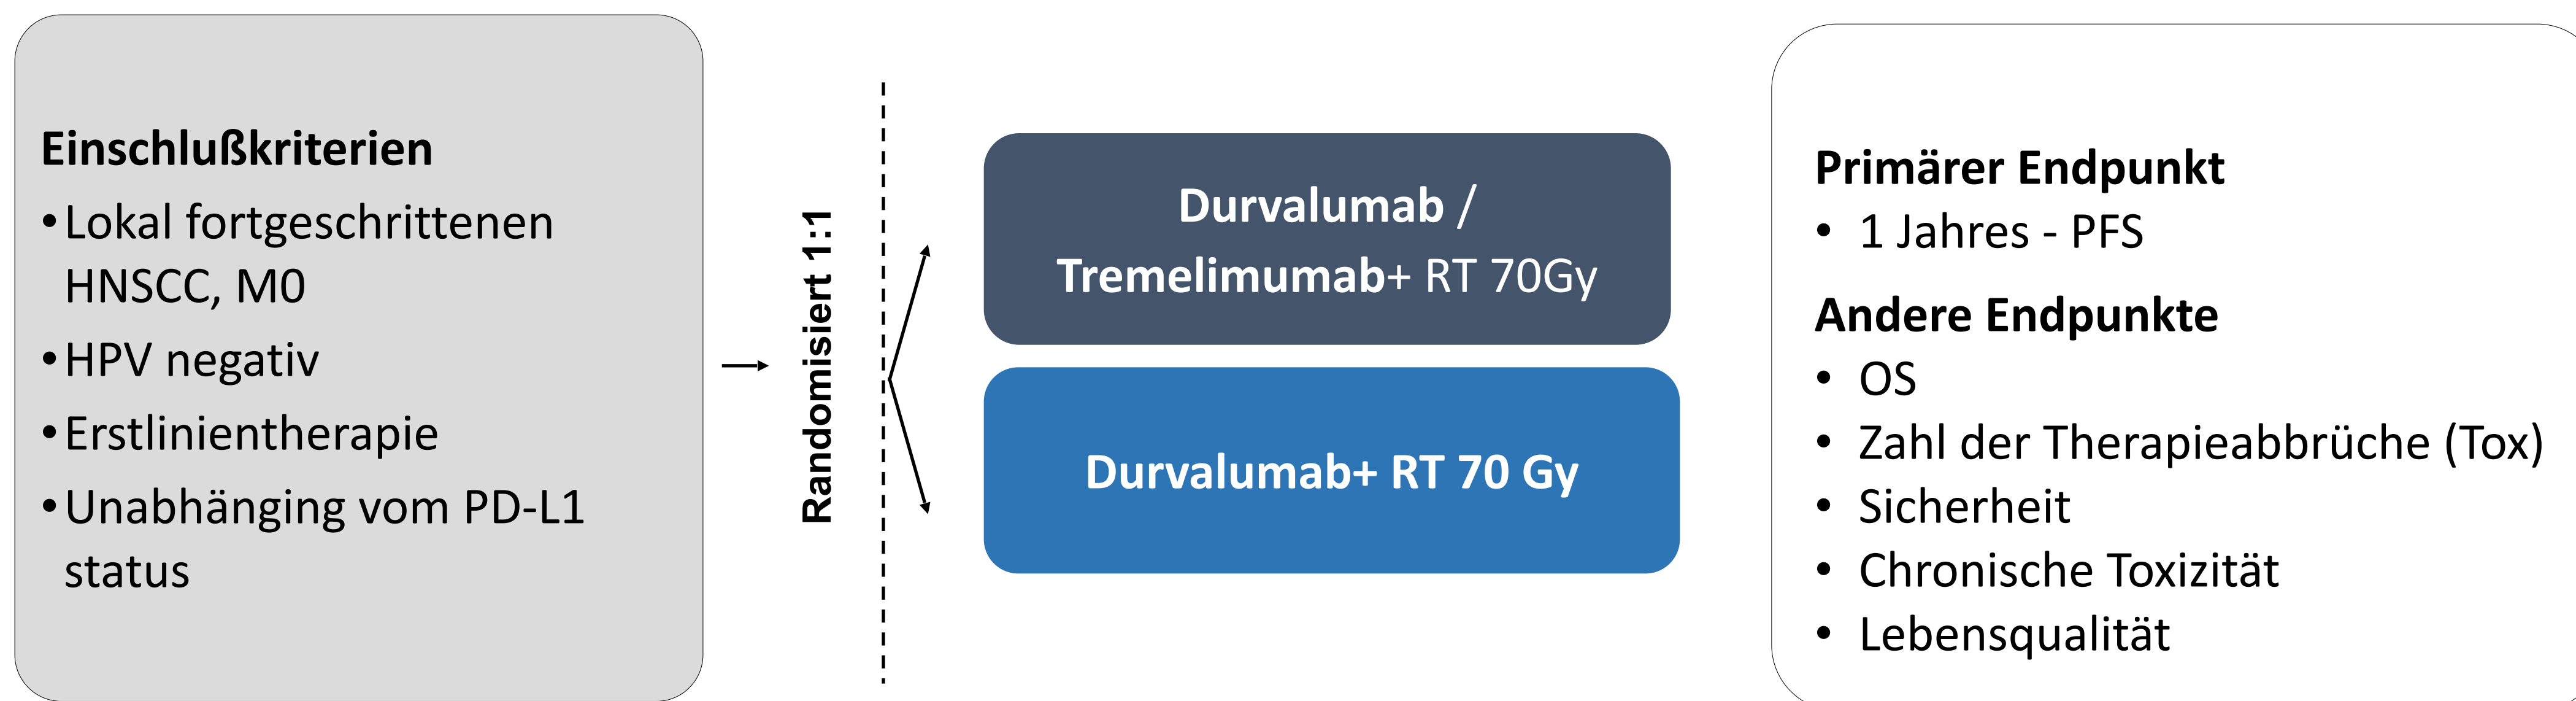 Einschlußkriterien
•Lokal fortgeschrittenen
HNSCC, M0
•HPV negativ
•Erstlinientherapie
•Unabhänging vom PD-L1
status
Randomisiert 1:1
Durvalumab /
Tremelimumab+ RT 70Gy
Durvalumab+ RT 70 Gy
Primärer Endpunkt
• 1 Jahres - PFS
Andere Endpunkte
• OS
• Zahl der Therapieabbrüche (Tox)
• Sicherheit
• Chronische Toxizität
• Lebensqualität